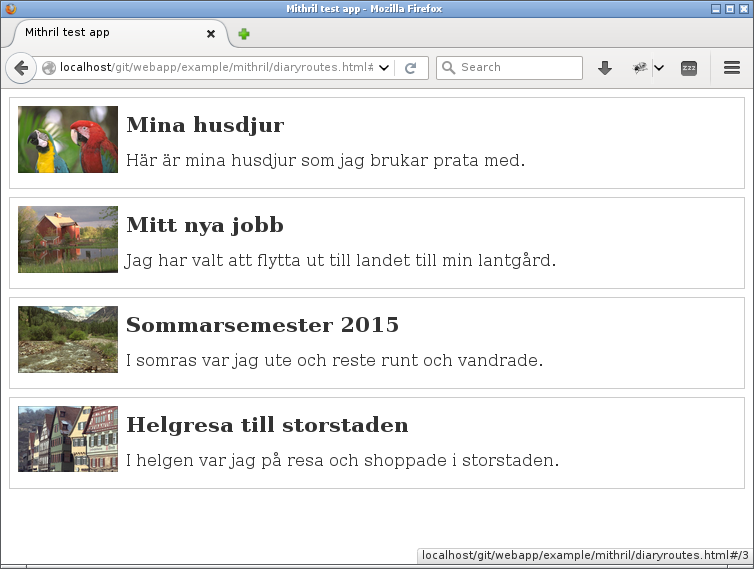 Mithril test app - Mozilla Firefox
Mithril test app
localhost/git/webapp/example/mithril/diaryroutes.html#
Search
zzz
Mina husdjur
Här är mina husdjur som jag brukar prata med.
Mitt nya jobb
Jag har valt att flytta ut till landet till min lantgård.
Sommarsemester 2015
I somras var jag ute och reste runt och vandrade.
Helgresa till storstaden
I helgen var jag på resa och shoppade i storstaden.
localhost/git/webapp/example/mithril/diaryroutes.html#/3